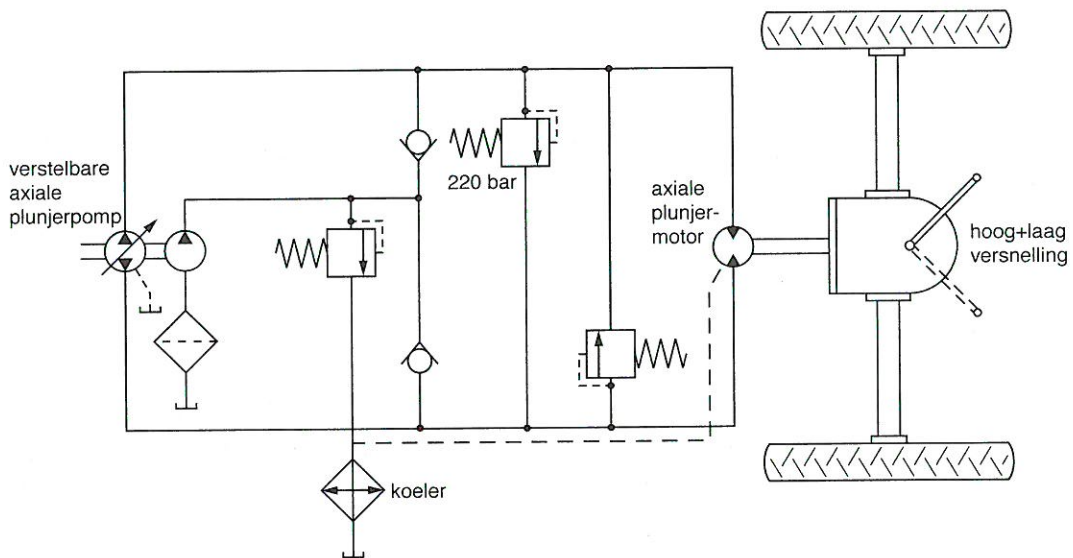 verstelbare
axiale
plunjerpomp
220 bar
axiale
plunjer-
motor
hoog+laag
versnelling
koeler